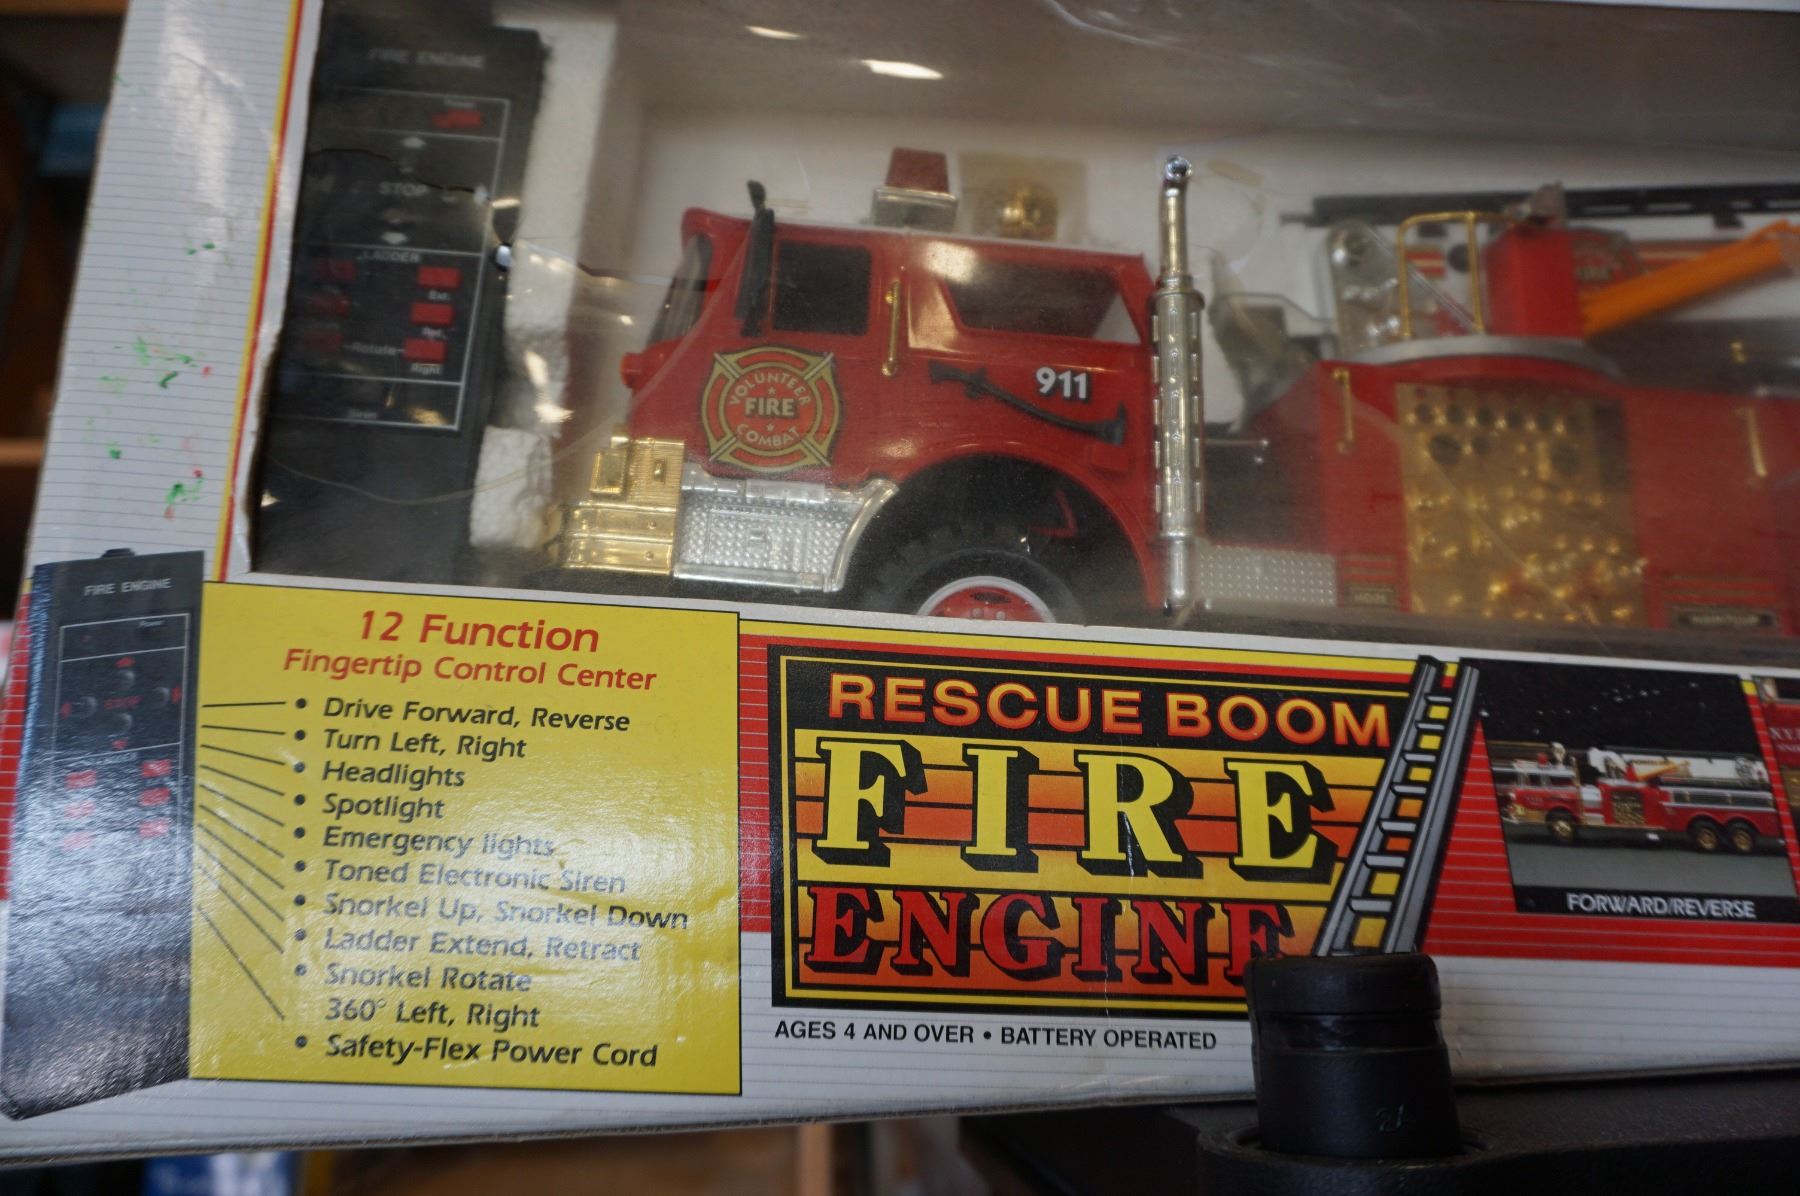 FIRE ENGINE
STOP
LADDER
Ext.
Ret.
Rotate
Right
Siren
VOLUNTEER
FIRE
COMBAT
911
FIRE
FIRE ENGINE
STOP
12 Function
Fingertip Control Center
• Drive Forward, Reverse
• Turn Left, Right
• Headlights
• Spotlight
• Emergency lights
• Toned Electronic Siren
• Snorkel Up, Snorkel Down
• Ladder Extend, Retract
• Snorkel Rotate
360° Left, Right
• Safety-Flex Power Cord
RESCUE BOOM
FIRE
ENGINE
AGES 4 AND OVER • BATTERY OPERATED
FORWARD/REVERSE